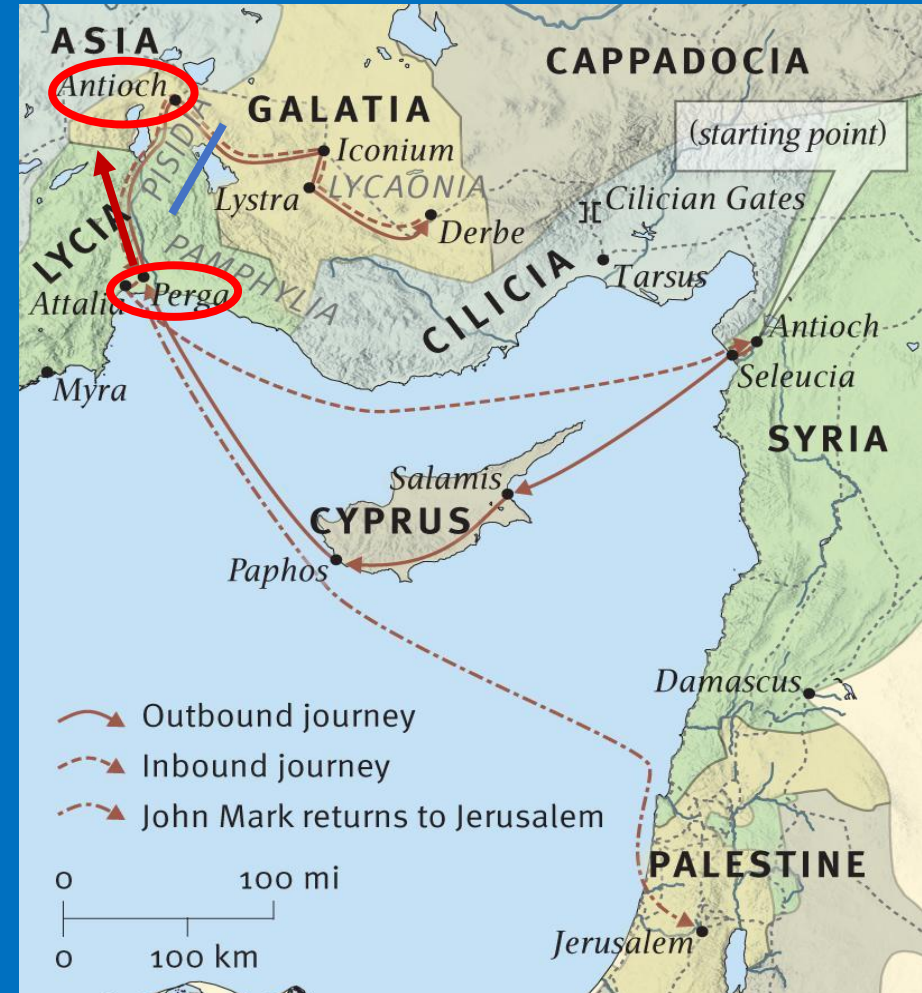 ASIA
CAPPADOCIA
Antioch
GALATIA
(starting point)
PISIDIA
Iconium
LYCAONIA
Lystra
Cilician Gates
Derbe
LYCIA
PAMPHYLIA
CILICIA
Tarsus
Attalia
Perga
Antioch
Seleucia
Myra
SYRIA
Salamis
CYPRUS
Paphos
Damascus
Outbound journey
Inbound journey
John Mark returns to Jerusalem
PALESTINE
0 100 mi
0 100 km
Jerusalem